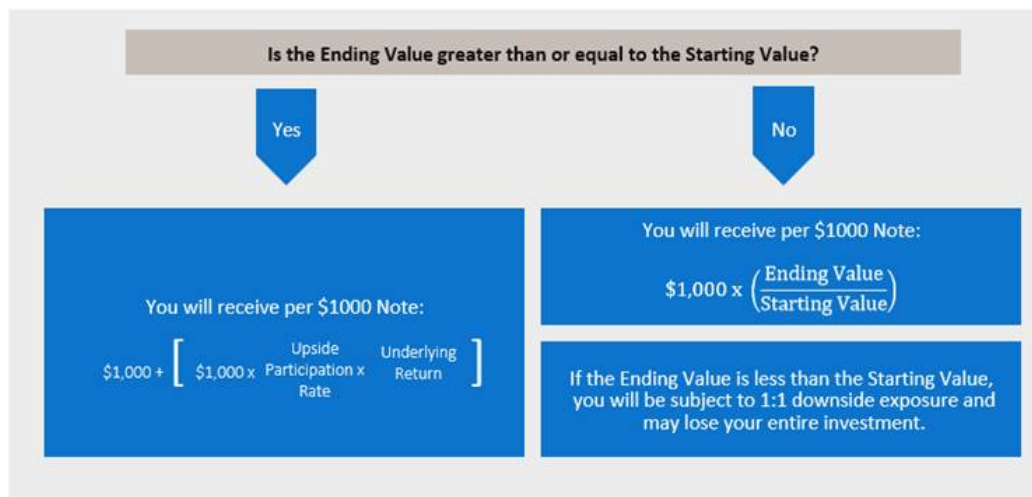 Is the Ending Value greater than or equal to the Starting Value?
Yes
No
You will receive per $1000 Note:
$1,000 + [ $1,000 x Upside Participation x Rate Underlying Return ]
You will receive per $1000 Note:
$1,000 x (Ending Value / Starting Value)
If the Ending Value is less than the Starting Value,
you will be subject to 1:1 downside exposure and
may lose your entire investment.